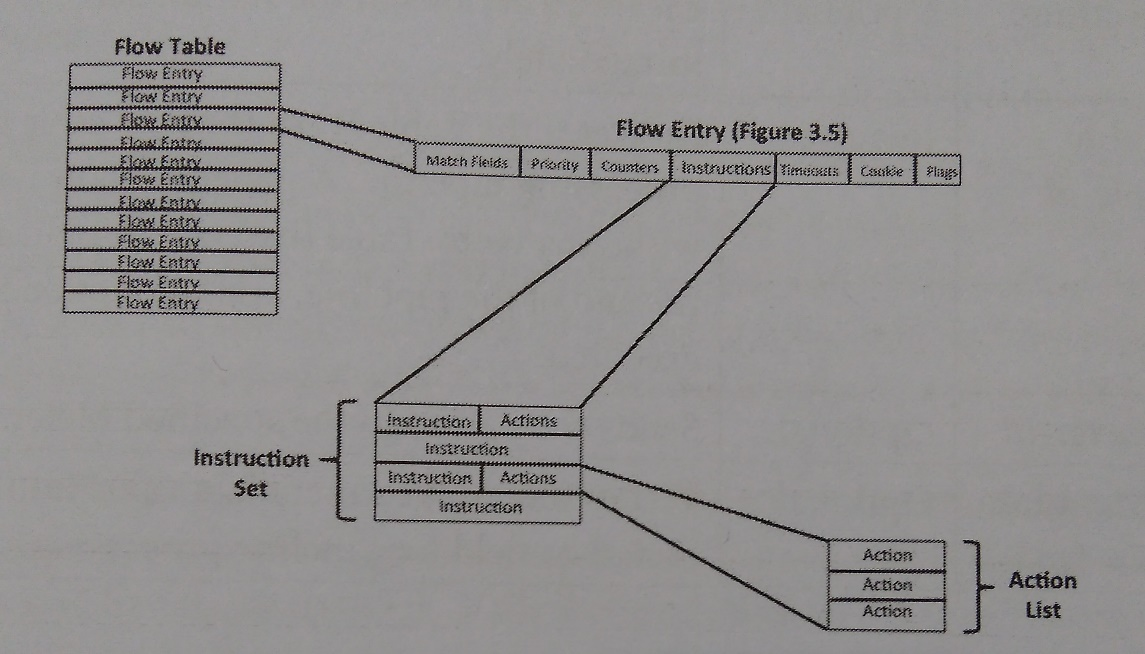 Flow Table
Flow Entry
Flow Entry
Flow Entry
Flow Entry
Flow Entry
Flow Entry
Flow Entry
Flow Entry
Flow Entry
Flow Entry
Flow Entry
Flow Entry
Flow Entry (Figure 3.5)
Match Fields Priority Counters Instructions Timeouts Cookie Flags
Instruction Set
Instruction Actions
Instruction
Instruction Actions
Instruction
Action
Action
Action
Action List